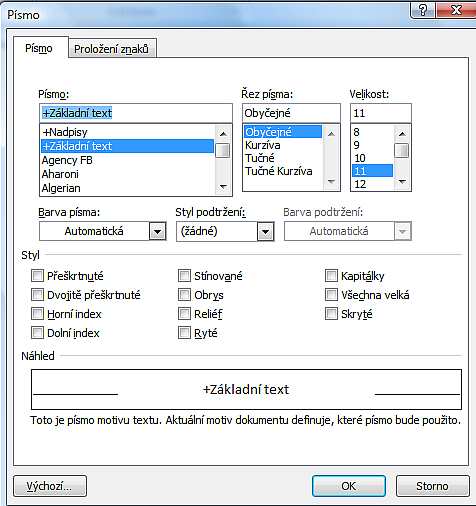 Písmo
Písmo Proložení znaků
Písmo: Řez písma: Velikost:
+Základní text Obyčejné 11
+Nadpisy Obyčejné 8
+Základní text Kurzíva 9
Agency FB Tučné 10
Aharoni Tučné Kurzíva 11
Algerian 12
Barva písma: Styl podtržení: Barva podtržení:
Automatická (žádné) Automatická
Styl
Přeškrtnuté Stínované Kapitálky
Dvojitě přeškrtnuté Obrys Všechna velká
Horní index Reliéf Skryté
Dolní index Ryté
Náhled
+Základní text
Toto je písmo motivu textu. Aktuální motiv dokumentu definuje, které písmo bude použito.
Výchozí... OK Storno